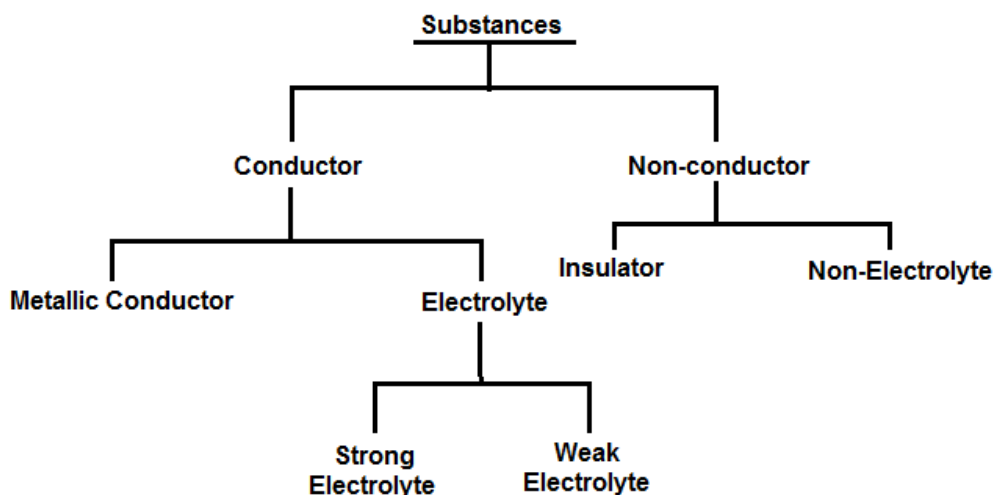 Substances
Conductor
Non-conductor
Insulator
Non-Electrolyte
Metallic Conductor
Electrolyte
Strong
Electrolyte
Weak
Electrolyte